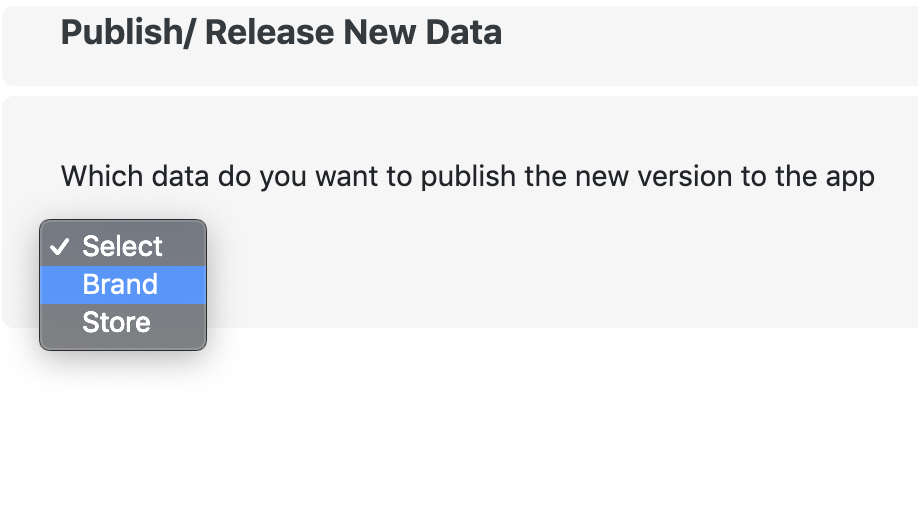 Publish/ Release New Data
Which data do you want to publish the new version to the app
✓ Select
Brand
Store